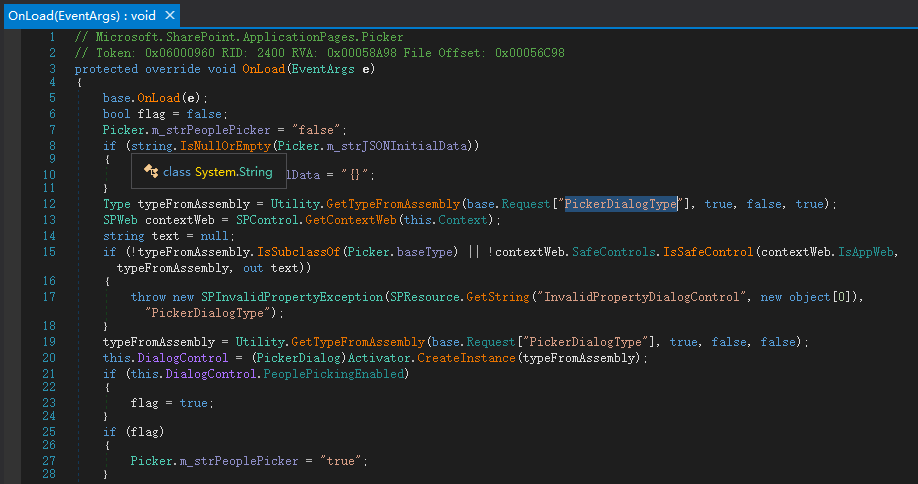 OnLoad(EventArgs) : void ×
1 // Microsoft.SharePoint.ApplicationPages.Picker
2 // Token: 0x06000960 RID: 2400 RVA: 0x00058A98 File Offset: 0x00056C98
3 protected override void OnLoad(EventArgs e)
4 {
5 base.OnLoad(e);
6 bool flag = false;
7 Picker.m_strPeoplePicker = "false";
8 if (string.IsNullOrEmpty(Picker.m_strJSONInitialData))
9 {
class System.String
10 lData = "{}";
11 }
12 Type typeFromAssembly = Utility.GetTypeFromAssembly(base.Request["PickerDialogType"], true, false, true);
13 SPWeb contextWeb = SPControl.GetContextWeb(this.Context);
14 string text = null;
15 if (!typeFromAssembly.IsSubclassOf(Picker.baseType) || !contextWeb.SafeControls.IsSafeControl(contextWeb.IsAppWeb,
typeFromAssembly, out text))
16 {
17 throw new SPInvalidPropertyException(SPResource.GetString("InvalidPropertyDialogControl", new object[0]),
"PickerDialogType");
18 }
19 typeFromAssembly = Utility.GetTypeFromAssembly(base.Request["PickerDialogType"], true, false, false);
20 this.DialogControl = (PickerDialog)Activator.CreateInstance(typeFromAssembly);
21 if (this.DialogControl.PeoplePickingEnabled)
22 {
23 flag = true;
24 }
25 if (flag)
26 {
27 Picker.m_strPeoplePicker = "true";
28 }